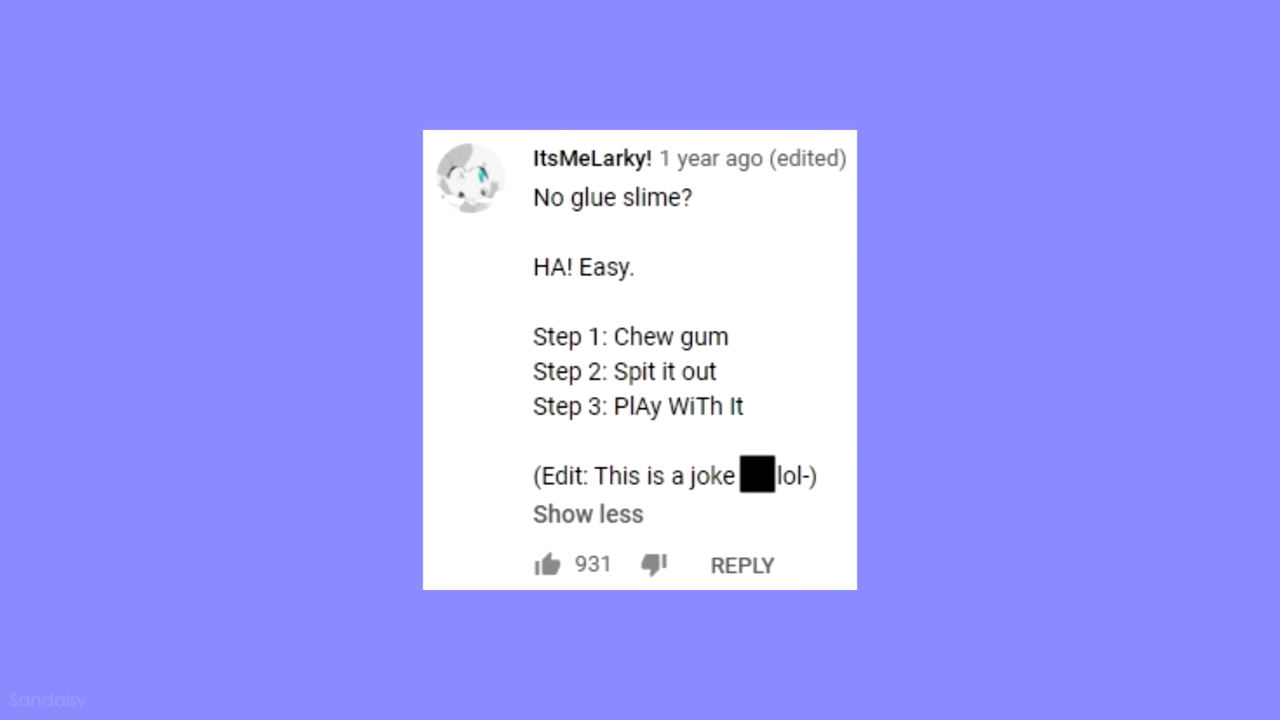 ItsMeLarky! 1 year ago (edited)
No glue slime?
HA! Easy.
Step 1: Chew gum
Step 2: Spit it out
Step 3: PlAy WiTh It
(Edit: This is a joke lol-)
Show less
931 REPLY
Sandaisy